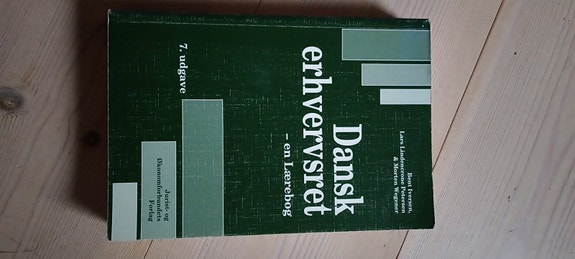 Bent Iversen,
Lars Lindencrone Petersen
& Morten Wegener
Dansk
erhvervsret
– en Lærebog
7. udgave
Jurist- og
Økonomforbundets
Forlag